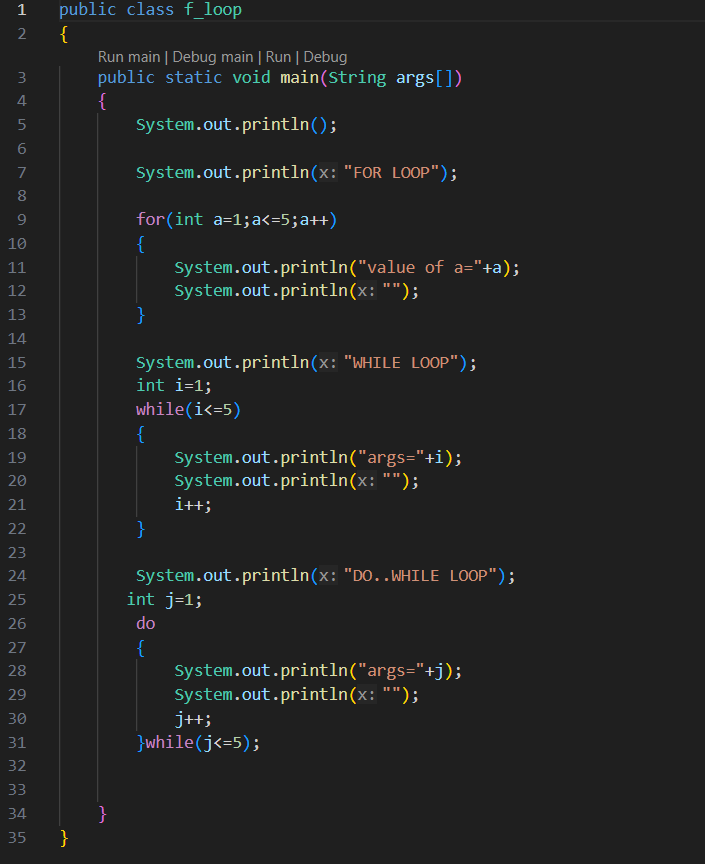 1 public class f_loop
2 {
Run main | Debug main | Run | Debug
3 public static void main(String args[])
4 {
5 System.out.println();
6
7 System.out.println(x: "FOR LOOP");
8
9 for(int a=1;a<=5;a++)
10 {
11 System.out.println("value of a="+a);
12 System.out.println(x: "");
13 }
14
15 System.out.println(x: "WHILE LOOP");
16 int i=1;
17 while(i<=5)
18 {
19 System.out.println("args="+i);
20 System.out.println(x: "");
21 i++;
22 }
23
24 System.out.println(x: "DO..WHILE LOOP");
25 int j=1;
26 do
27 {
28 System.out.println("args="+j);
29 System.out.println(x: "");
30 j++;
31 }while(j<=5);
32
33
34 }
35 }